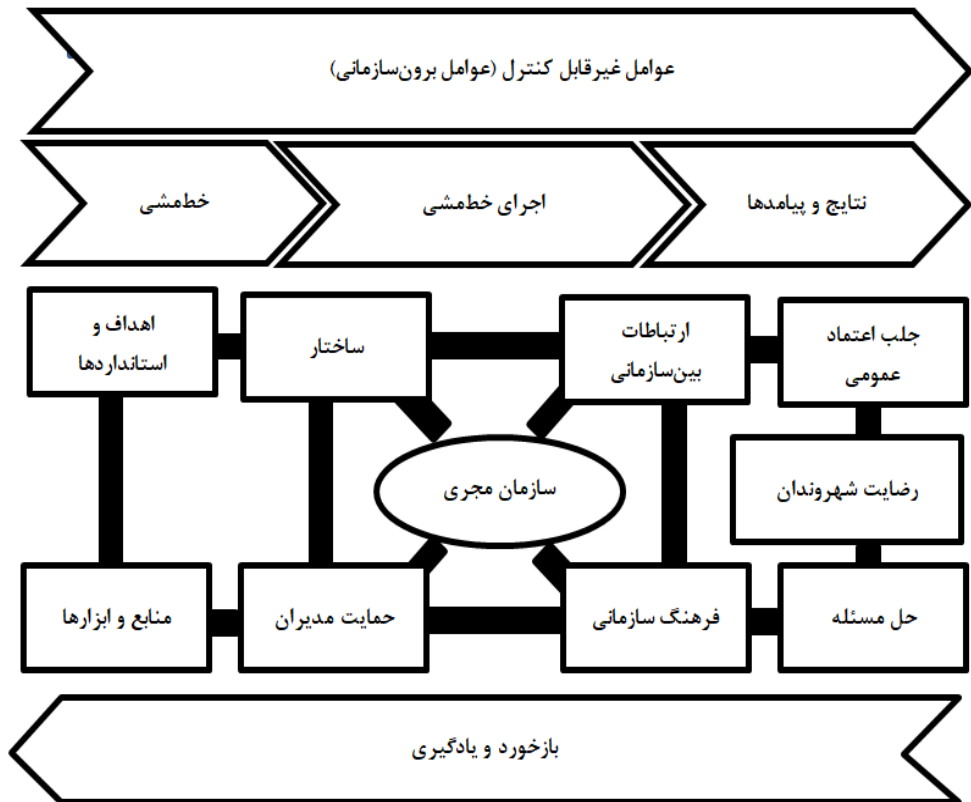 عوامل غیرقابل کنترل (عوامل برون‌سازمانی)
خط‌مشی
اجرای خط‌مشی
نتایج و پیامدها
اهداف و
استانداردها
ساختار
ارتباطات
بین‌سازمانی
جلب اعتماد
عمومی
سازمان مجری
رضایت شهروندان
منابع و ابزارها
حمایت مدیران
فرهنگ سازمانی
حل مسئله
بازخورد و یادگیری